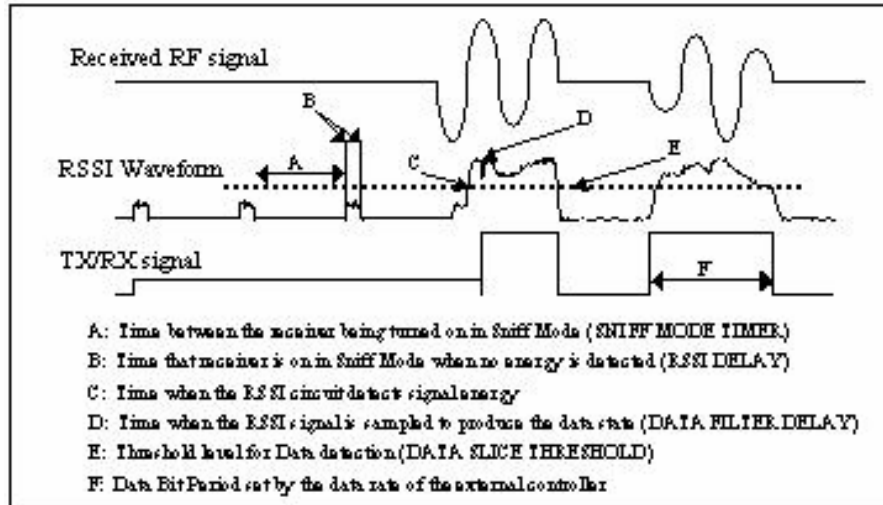 Received RF signal
B
D
A
C
E
RSSI Waveform
TX/RX signal
F
A: Time between the receiver being turned on in Sniff Mode (SNIFF MODE TIMER)
B: Time that receiver is on in Sniff Mode when no energy is detected (RSSI DELAY)
C: Time when the RSSI circuit detects signal energy
D: Time when the RSSI signal is sampled to produce the data state (DATA FILTER DELAY)
E: Threshold level for Data detection (DATA SLICE THRESHOLD)
F: Data Bit Period set by the data rate of the external controller